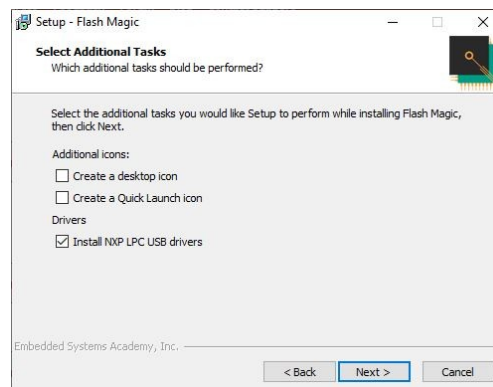 Setup - Flash Magic
Select Additional Tasks
Which additional tasks should be performed?
Select the additional tasks you would like Setup to perform while installing Flash Magic,
then click Next.
Additional icons:
Create a desktop icon
Create a Quick Launch icon
Drivers
Install NXP LPC USB drivers
Embedded Systems Academy, Inc.
< Back
Next >
Cancel